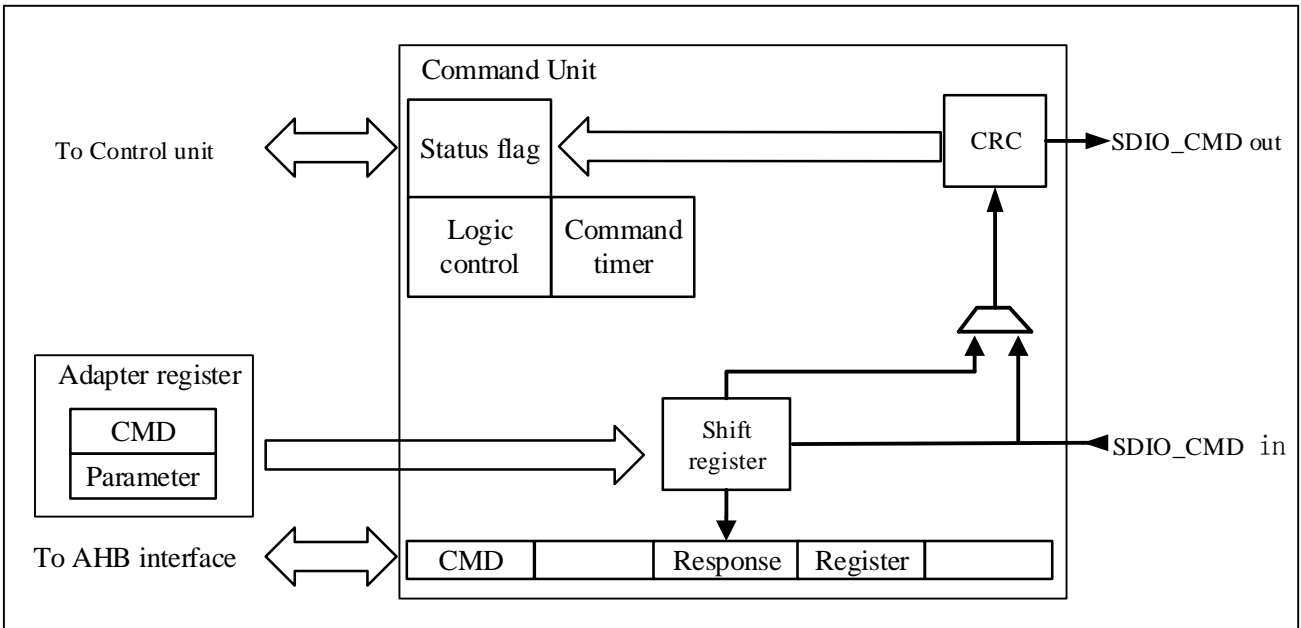 Command Unit
To Control unit
Status flag
CRC
SDIO_CMD out
Logic
control
Command
timer
Adapter register
CMD
Parameter
Shift
register
SDIO_CMD in
To AHB interface
CMD
Response
Register